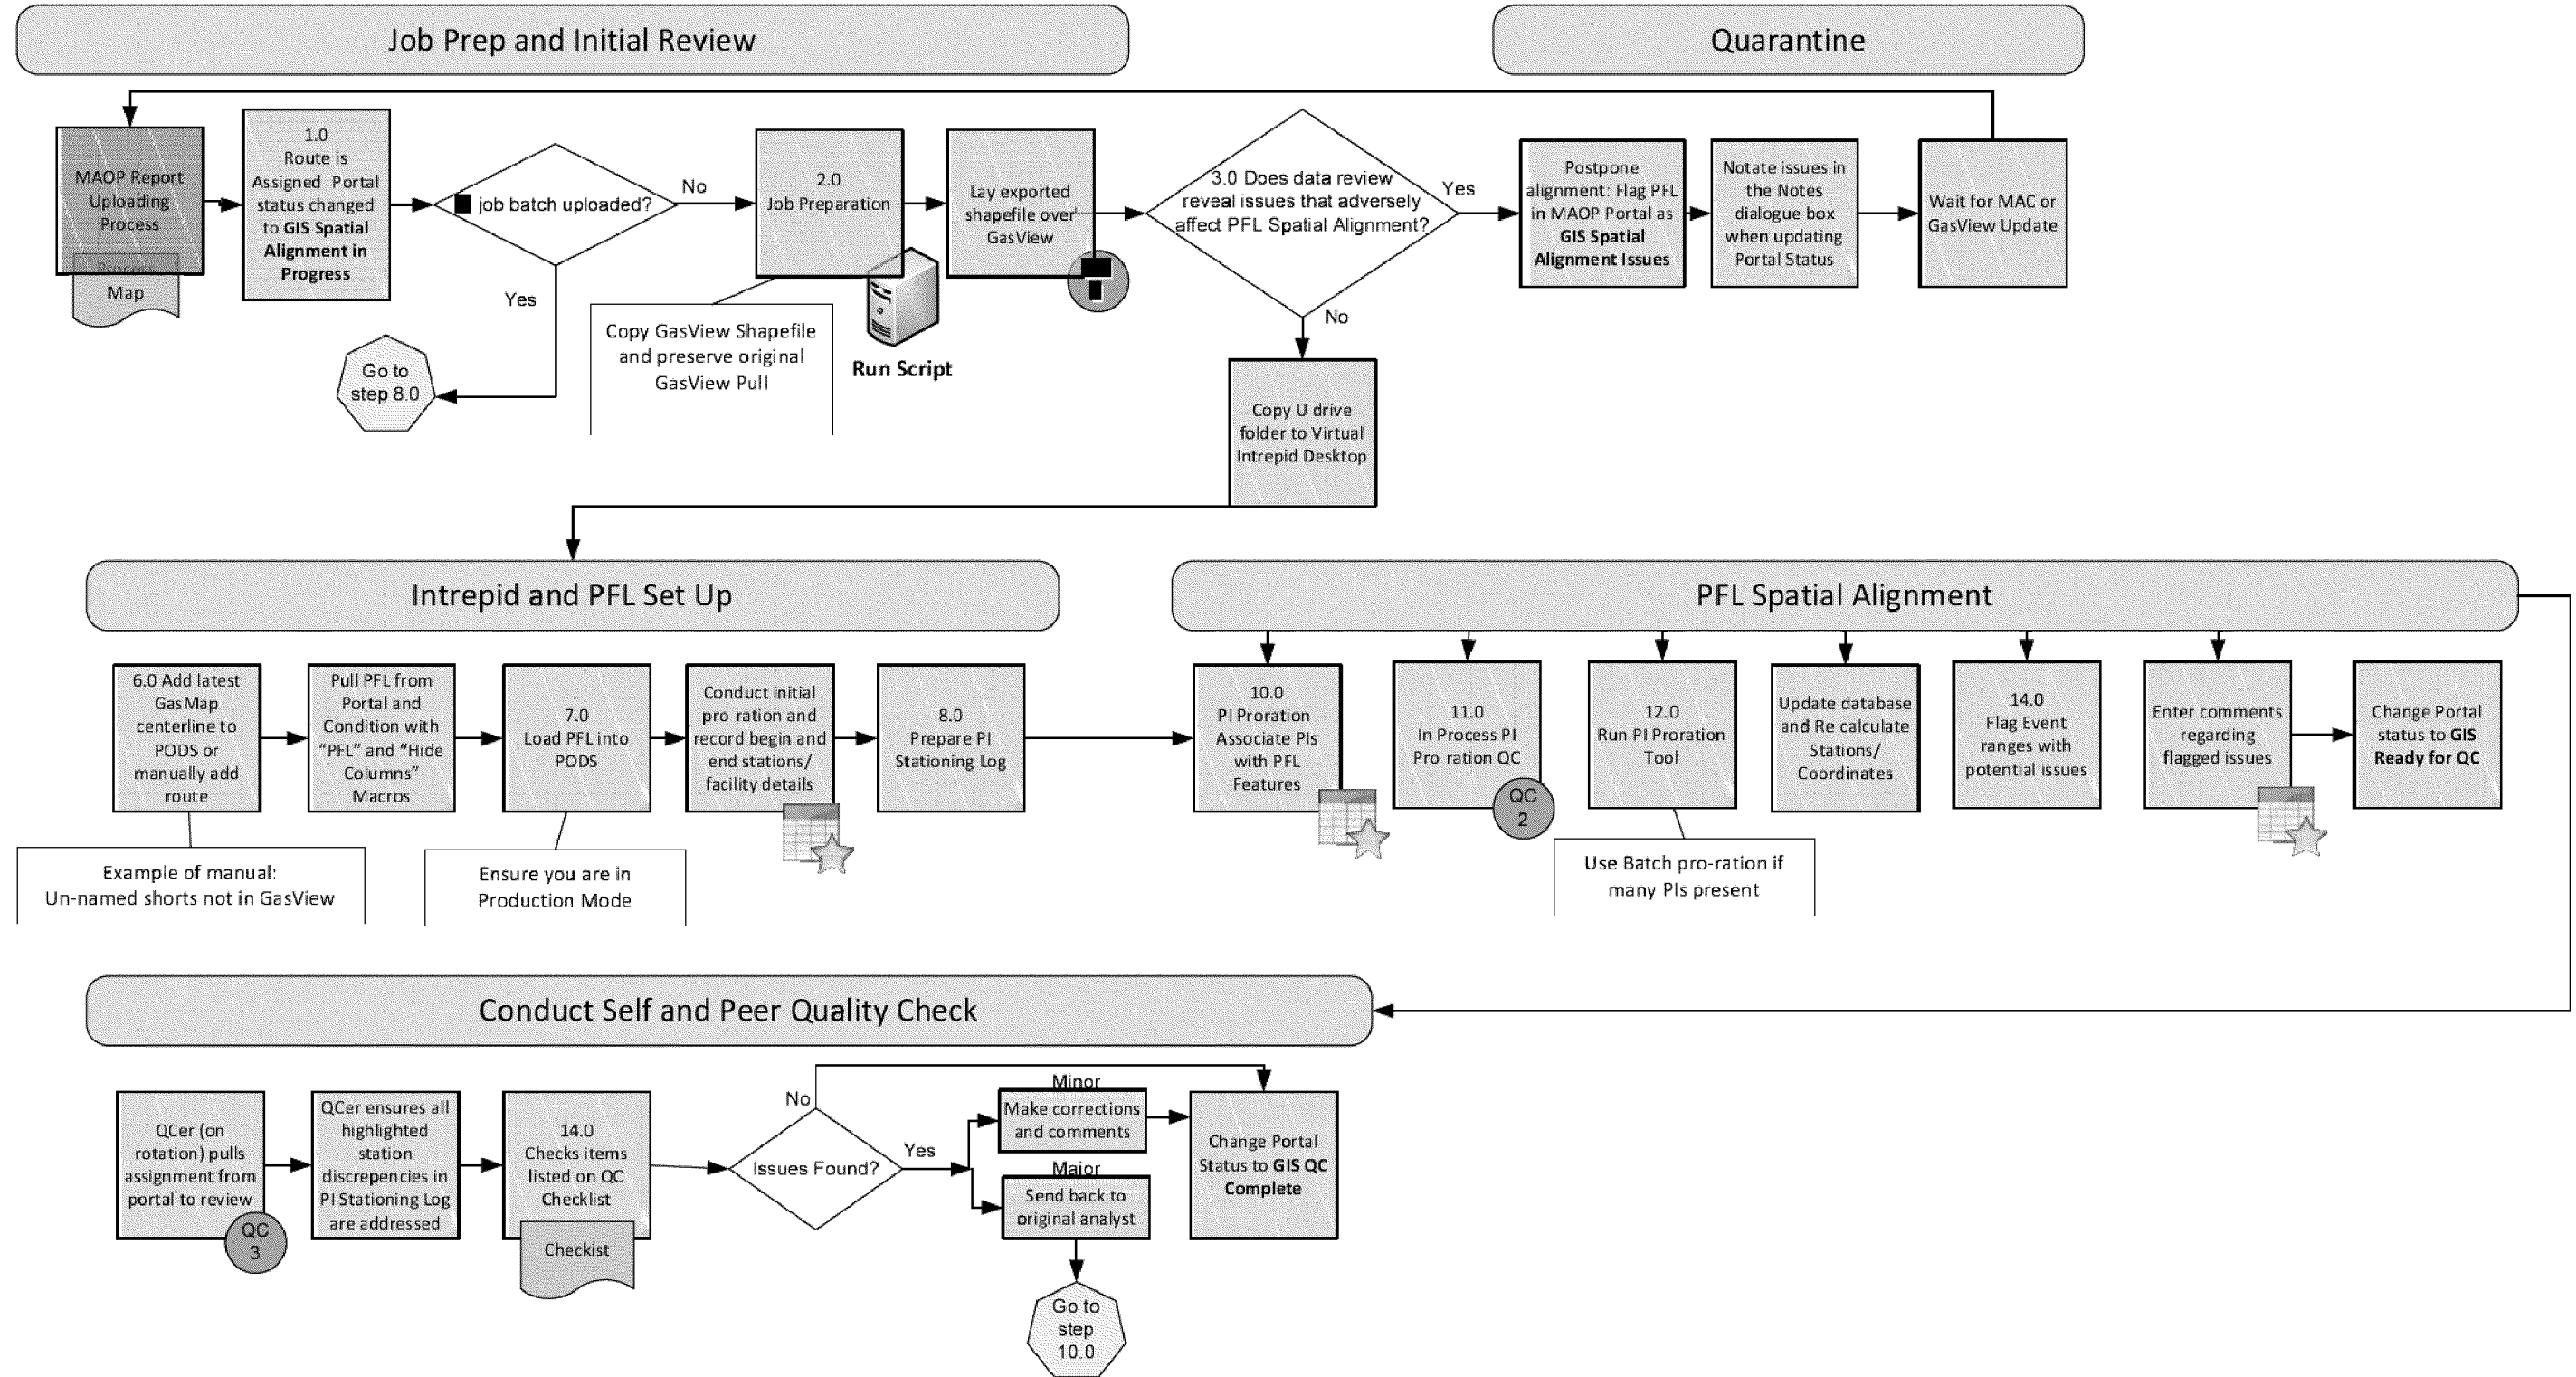 Job Prep and Initial Review
Quarantine
MAOP Report
Uploading
Process
Process
Map
1.0
Route is
Assigned Portal
status changed
to GIS Spatial
Alignment in
Progress
job batch uploaded?
No
Yes
Go to
step 8.0
2.0
Job Preparation
Copy GasView Shapefile
and preserve original
GasView Pull
Run Script
Lay exported
shapefile over
GasView
3.0 Does data review
reveal issues that adversely
affect PFL Spatial Alignment?
Yes
No
Postpone
alignment: Flag PFL
in MAOP Portal as
GIS Spatial
Alignment Issues
Notate issues in
the Notes
dialogue box
when updating
Portal Status
Wait for MAC or
GasView Update
Copy U drive
folder to Virtual
Intrepid Desktop
Intrepid and PFL Set Up
PFL Spatial Alignment
6.0 Add latest
GasMap
centerline to
PODS or
manually add
route
Example of manual:
Un-named shorts not in GasView
Pull PFL from
Portal and
Condition with
"PFL" and "Hide
Columns"
Macros
7.0
Load PFL into
PODS
Ensure you are in
Production Mode
Conduct initial
pro ration and
record begin and
end stations/
facility details
8.0
Prepare PI
Stationing Log
10.0
PI Proration
Associate PIs
with PFL
Features
11.0
In Process PI
Pro ration QC
QC
2
12.0
Run PI Proration
Tool
Use Batch pro-ration if
many PIs present
Update database
and Re calculate
Stations/
Coordinates
14.0
Flag Event
ranges with
potential issues
Enter comments
regarding
flagged issues
Change Portal
status to GIS
Ready for QC
Conduct Self and Peer Quality Check
QCer (on
rotation) pulls
assignment from
portal to review
QC
3
QCer ensures all
highlighted
station
discrepencies in
PI Stationing Log
are addressed
14.0
Checks items
listed on QC
Checklist
Checkist
Issues Found?
No
Yes
Minor
Make corrections
and comments
Major
Send back to
original analyst
Go to
step
10.0
Change Portal
Status to GIS QC
Complete